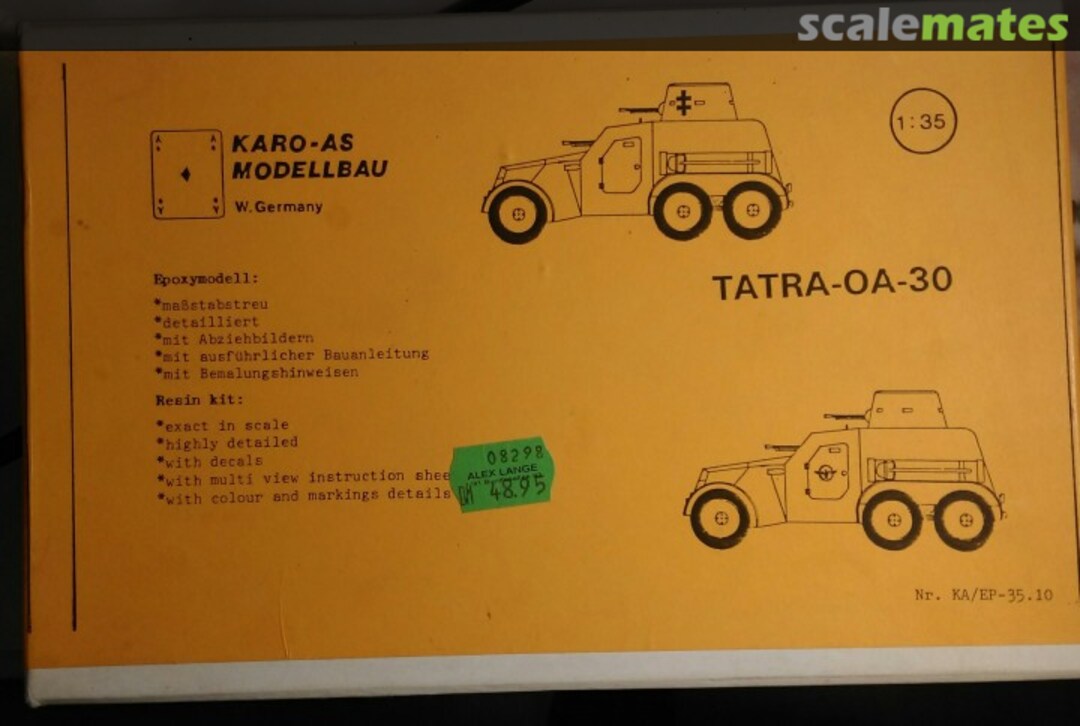 scalemates
KARO-AS
MODELLBAU
W. Germany
1:35
TATRA-OA-30
Epoxymodell:
*maßstabstreu
*detailliert
*mit Abziehbildern
*mit ausführlicher Bauanleitung
*mit Bemalungshinweisen
Resin kit:
*exact in scale
*highly detailed
*with decals
*with multi view instruction shee
*with colour and markings details
08298
ALEX LANGE
DM 48.95
Nr. KA/EP-35.10